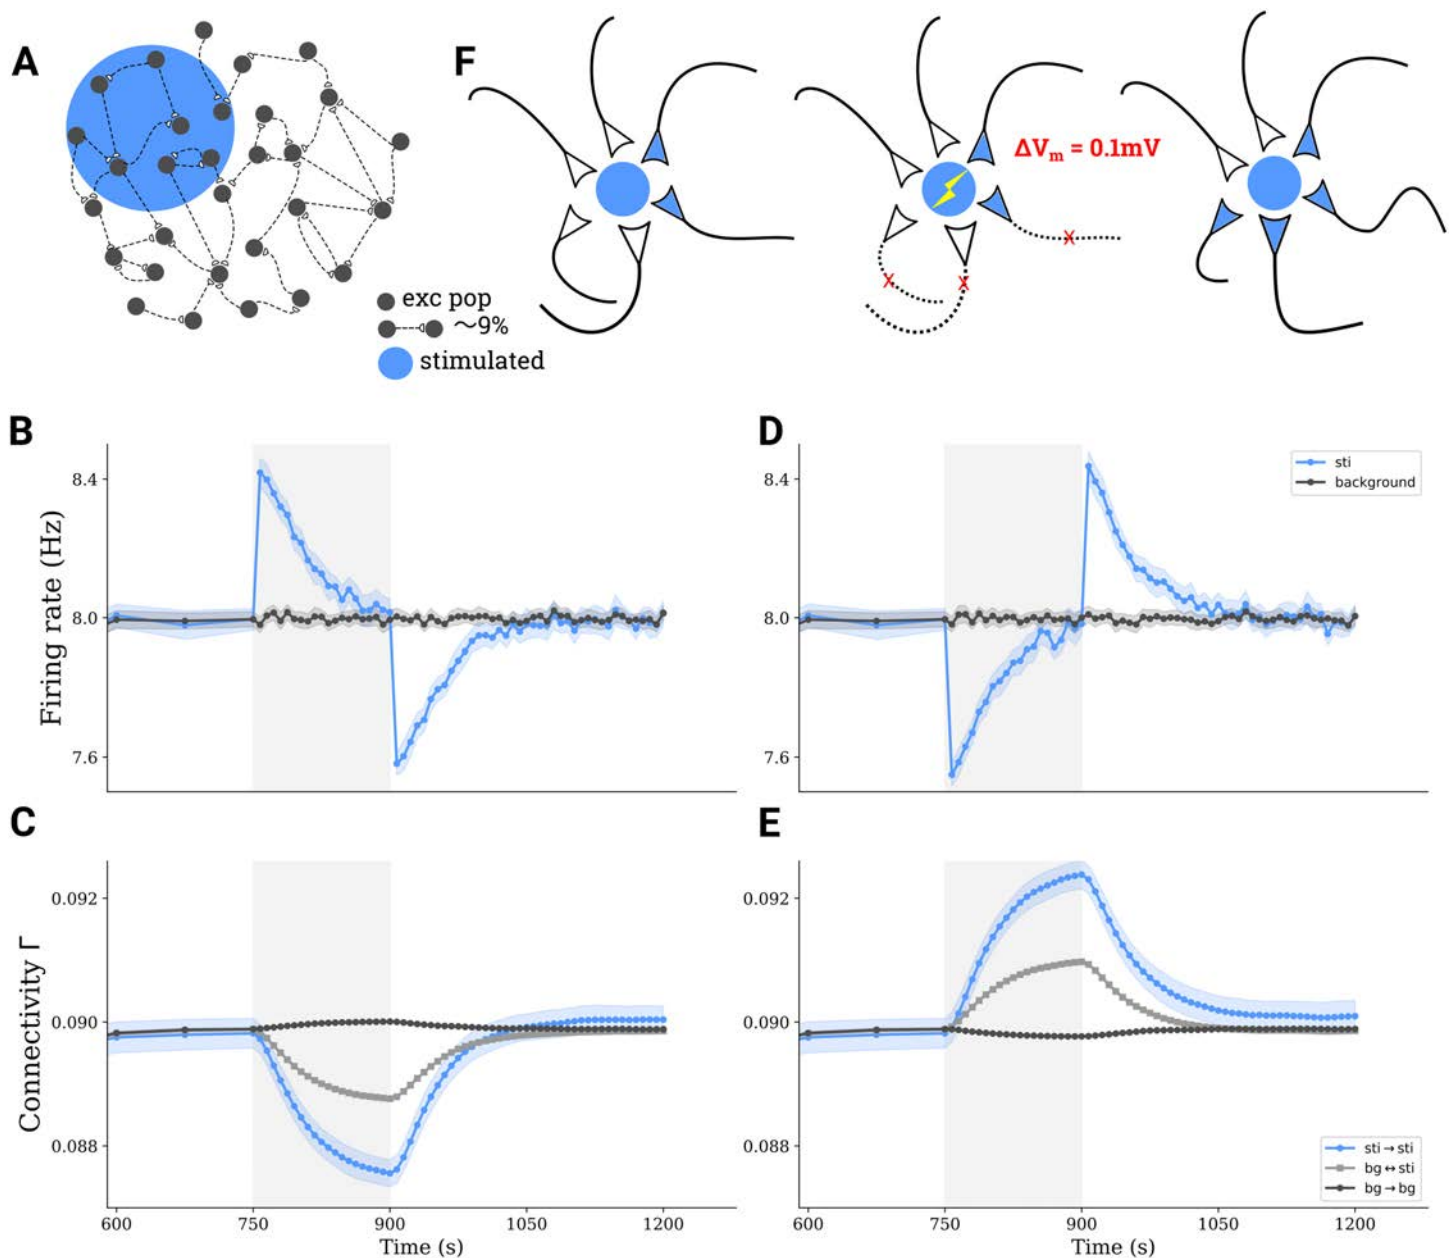 A
exc pop
~9%
stimulated
F
ΔVm = 0.1mV
X
X
X
B
Firing rate (Hz)
8.4
8.0
7.6
D
8.4
8.0
7.6
sti
background
C
Connectivity Γ
0.092
0.090
0.088
600
750
900
1050
1200
Time (s)
E
0.092
0.090
0.088
sti→sti
bg↔sti
bg→bg
600
750
900
1050
1200
Time (s)